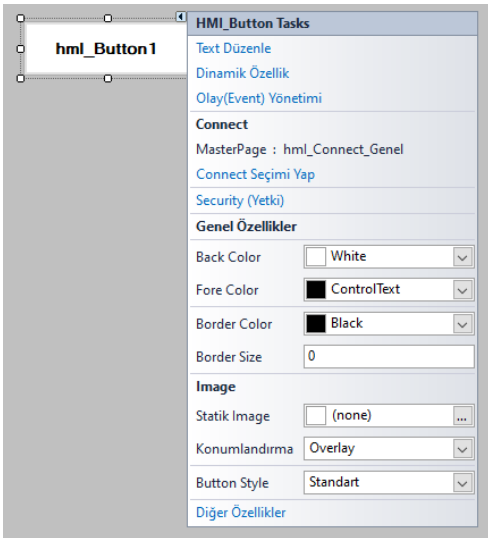 HMI_Button Tasks
hml_Button1
Text Düzenle
Dinamik Özellik
Olay(Event) Yönetimi
Connect
MasterPage : hml_Connect_Genel
Connect Seçimi Yap
Security (Yetki)
Genel Özellikler
Back Color White
Fore Color ControlText
Border Color Black
Border Size 0
Image
Statik Image (none) ...
Konumlandırma Overlay
Button Style Standart
Diğer Özellikler